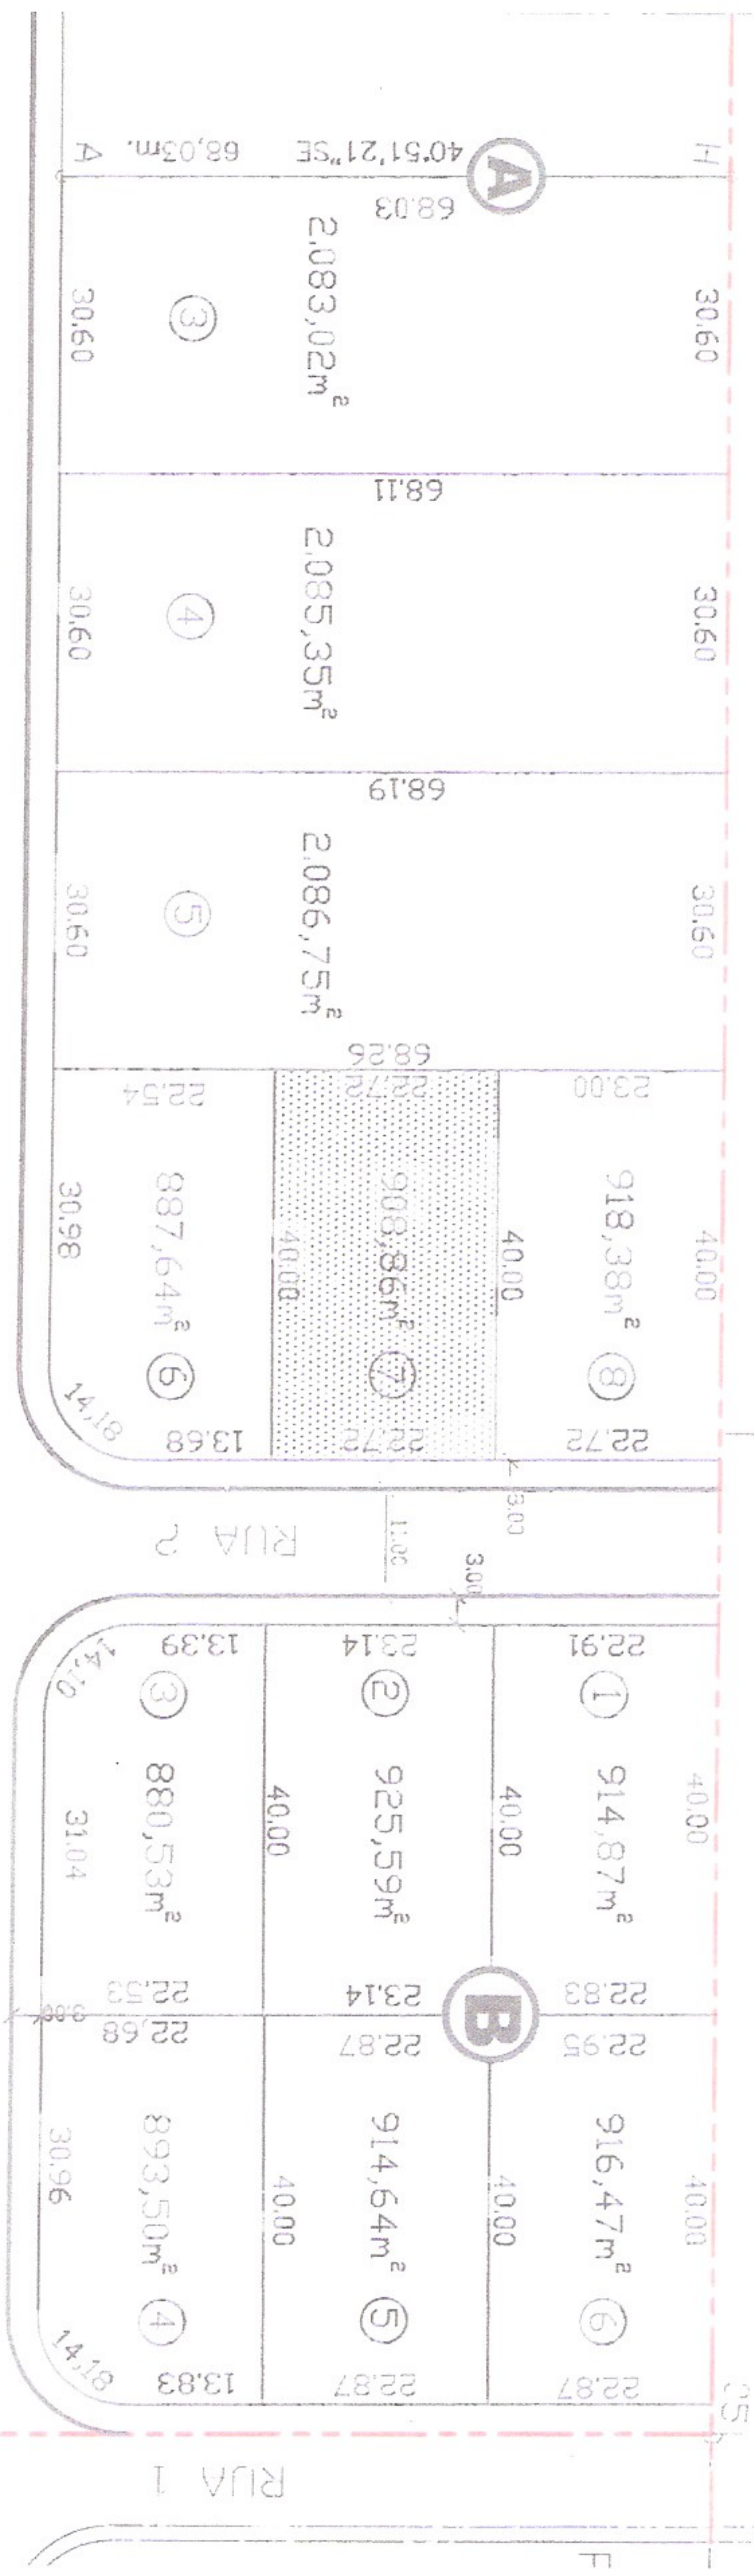 H
A
40°51'21"SE 68,03m.
A
68.03
30.60
2.083,02m²
3
30.60
68.11
30.60
2.085,35m²
4
30.60
68.19
30.60
2.086,75m²
5
30.60
68.26
23.00
22.72
22.54
40.00
918,38m²
8
40.00
908,86m²
7
40.00
887,64m²
6
30.98
14,18
22.72
22.72
13.68
3.00
11.00
RUA 2
3.00
22.91
23.14
13.39
14,10
1
2
3
40.00
914,87m²
40.00
925,59m²
40.00
880,53m²
31.04
22.83
23.14
22.53
3.00
B
22.95
22.87
22,68
40.00
916,47m²
6
40.00
914,64m²
5
40.00
893,50m²
4
30.96
14,18
22.87
22.87
13.83
C5
RUA 1
F